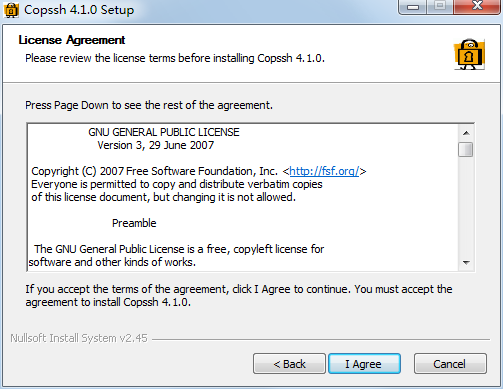 Copssh 4.1.0 Setup
License Agreement
Please review the license terms before installing Copssh 4.1.0.
Press Page Down to see the rest of the agreement.
GNU GENERAL PUBLIC LICENSE
Version 3, 29 June 2007
Copyright (C) 2007 Free Software Foundation, Inc. <http://fsf.org/>
Everyone is permitted to copy and distribute verbatim copies
of this license document, but changing it is not allowed.
Preamble
The GNU General Public License is a free, copyleft license for
software and other kinds of works.
If you accept the terms of the agreement, click I Agree to continue. You must accept the
agreement to install Copssh 4.1.0.
Nullsoft Install System v2.45
< Back
I Agree
Cancel